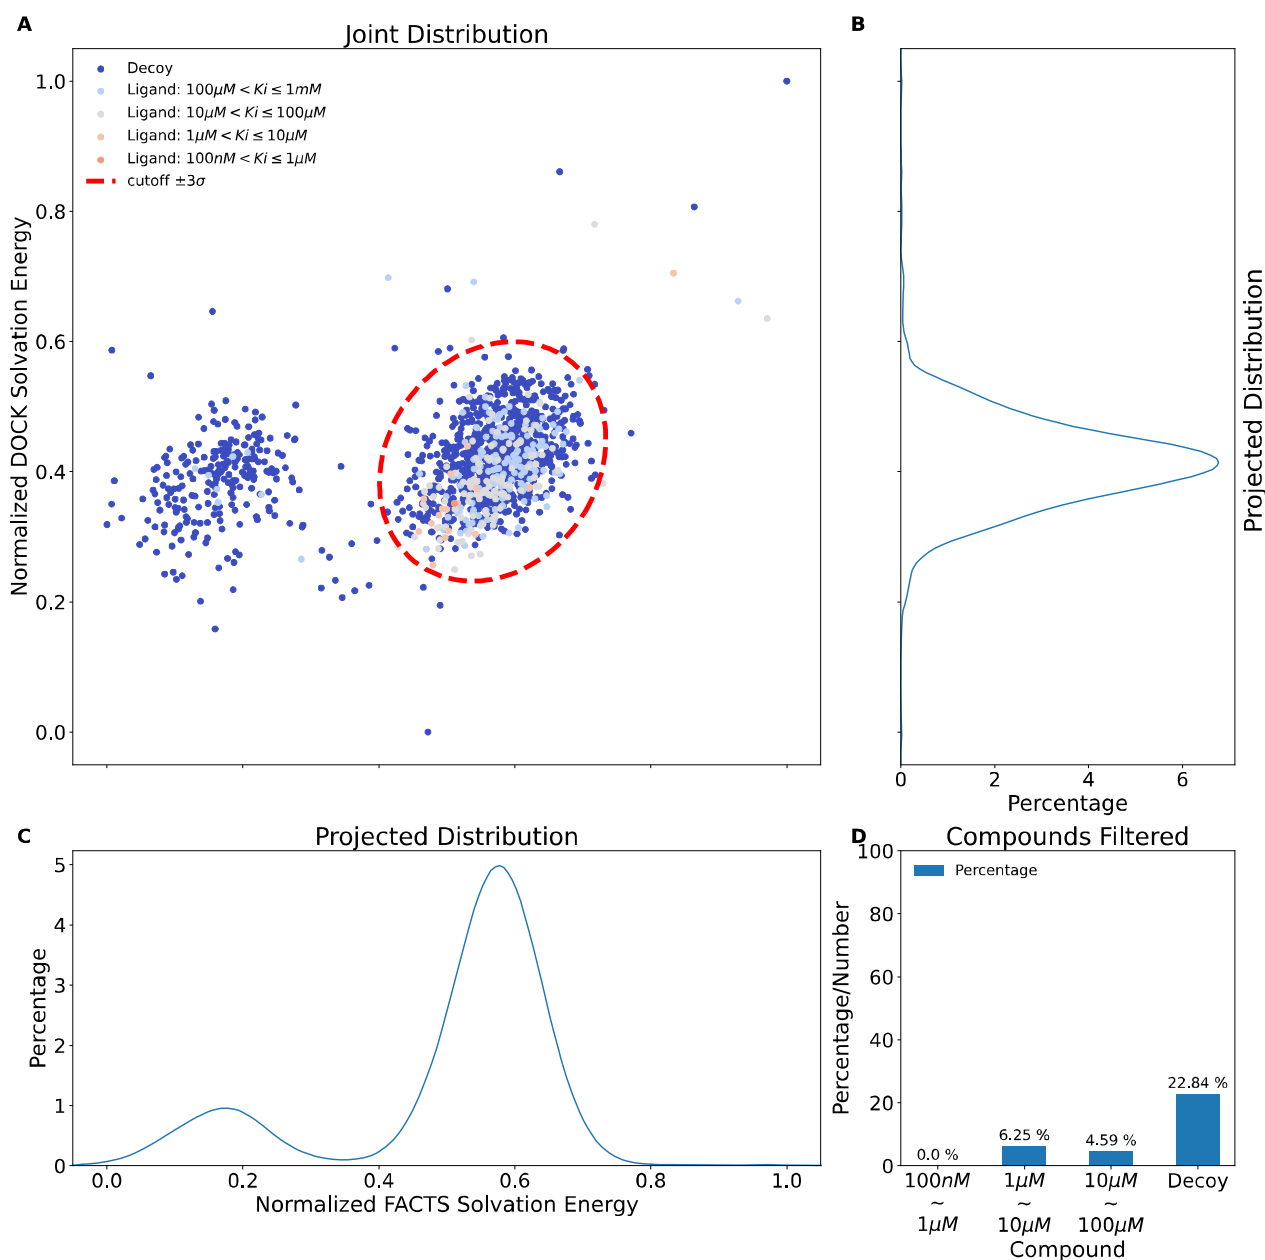 A
Joint Distribution
Decoy
Ligand: 100μM < Ki ≤ 1mM
Ligand: 10μM < Ki ≤ 100μM
Ligand: 1μM < Ki ≤ 10μM
Ligand: 100nM < Ki ≤ 1μM
cutoff ±3σ
Normalized DOCK Solvation Energy
1.0
0.8
0.6
0.4
0.2
0.0
B
Projected Distribution
0
2
4
6
Percentage
C
Projected Distribution
Percentage
5
4
3
2
1
0
0.0
0.2
0.4
0.6
0.8
1.0
Normalized FACTS Solvation Energy
D
Compounds Filtered
Percentage
Percentage/Number
100
80
60
40
20
0
0.0 %
6.25 %
4.59 %
22.84 %
100nM
~
1μM
1μM
~
10μM
10μM
~
100μM
Decoy
Compound